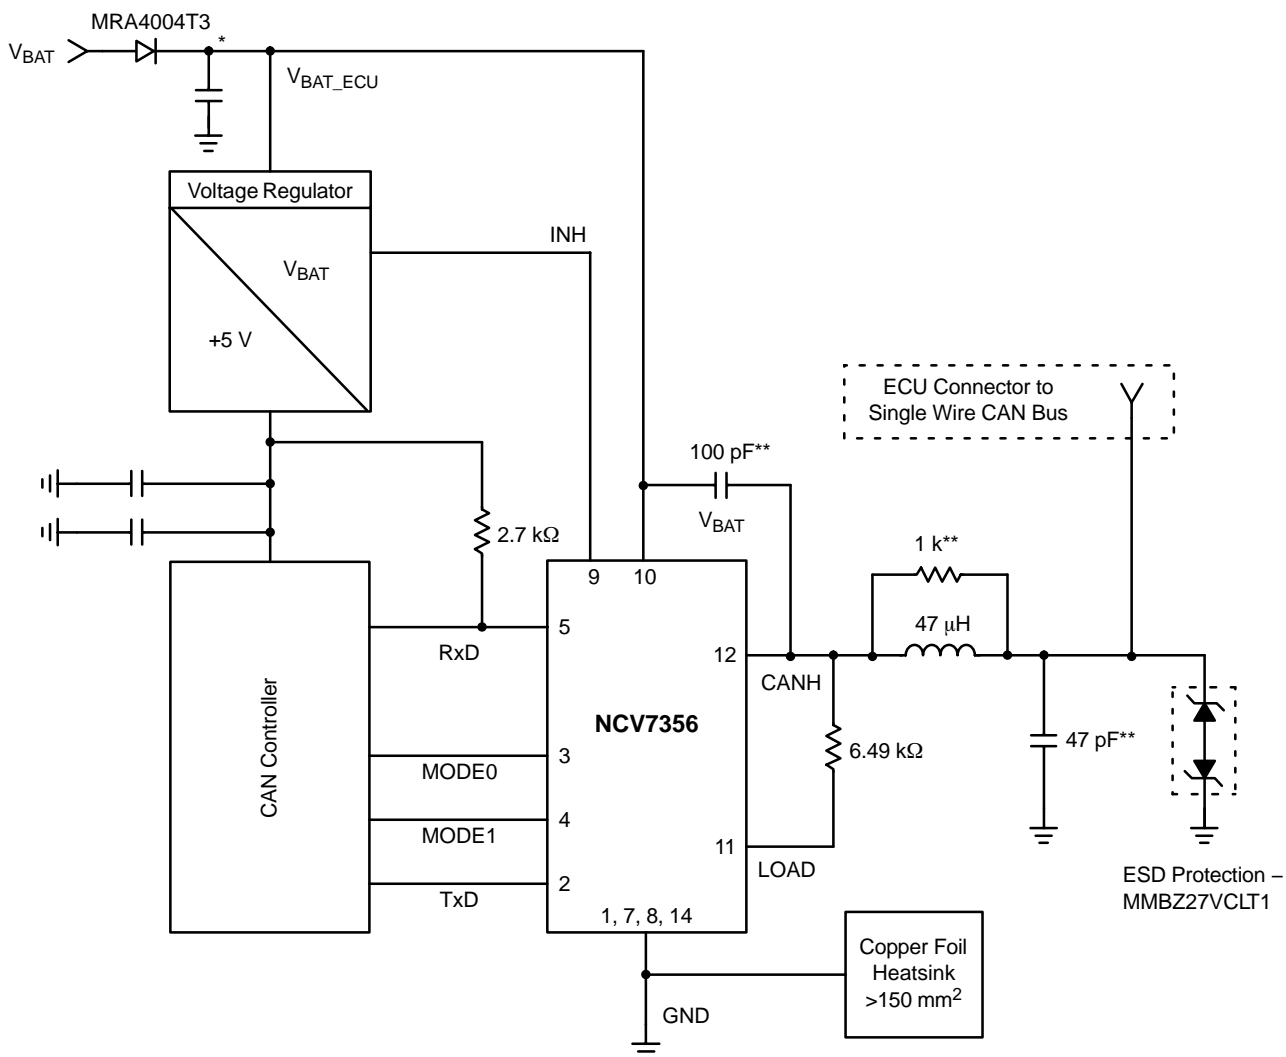 MRA4004T3
V_BAT
*
V_BAT_ECU
Voltage Regulator
V_BAT
+5 V
INH
ECU Connector to
Single Wire CAN Bus
100 pF**
V_BAT
2.7 kΩ
1 k**
47 μH
9
10
5
RxD
12
CANH
CAN Controller
NCV7356
6.49 kΩ
47 pF**
3
MODE0
4
MODE1
11
LOAD
2
TxD
1, 7, 8, 14
ESD Protection –
MMBZ27VCLT1
Copper Foil
Heatsink
>150 mm²
GND